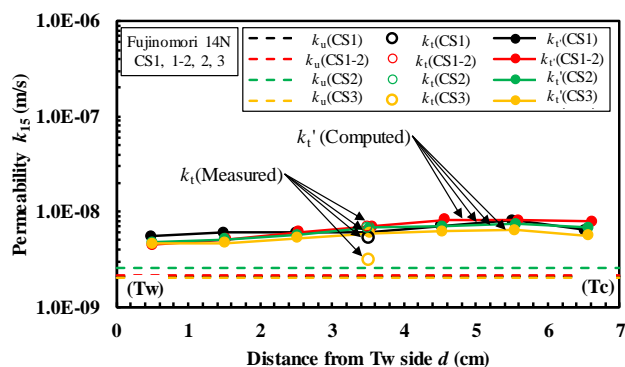 1.0E-06
1.0E-07
1.0E-08
1.0E-09
Permeability k15 (m/s)
Fujinomori 14N
CS1, 1-2, 2, 3
ku(CS1) kt(CS1) kt'(CS1)
ku(CS1-2) kt(CS1-2) kt'(CS1-2)
ku(CS2) kt(CS2) kt'(CS2)
ku(CS3) kt(CS3) kt'(CS3)
kt' (Computed)
kt(Measured)
(Tw) (Tc)
0 1 2 3 4 5 6 7
Distance from Tw side d (cm)